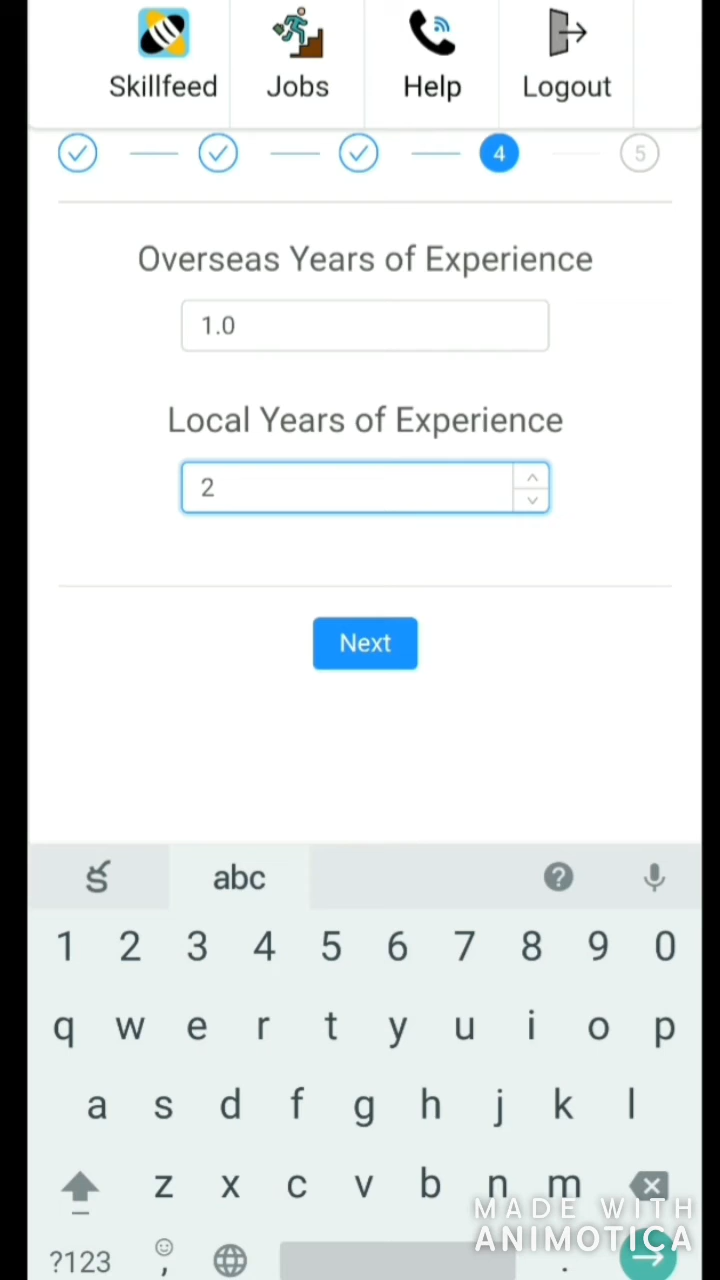 Skillfeed Jobs Help Logout
4 5
Overseas Years of Experience
1.0
Local Years of Experience
2
Next
క abc ?
1 2 3 4 5 6 7 8 9 0
q w e r t y u i o p
a s d f g h j k l
z x c v b n m
MADE WITH
ANIMOTICA
?123 , .